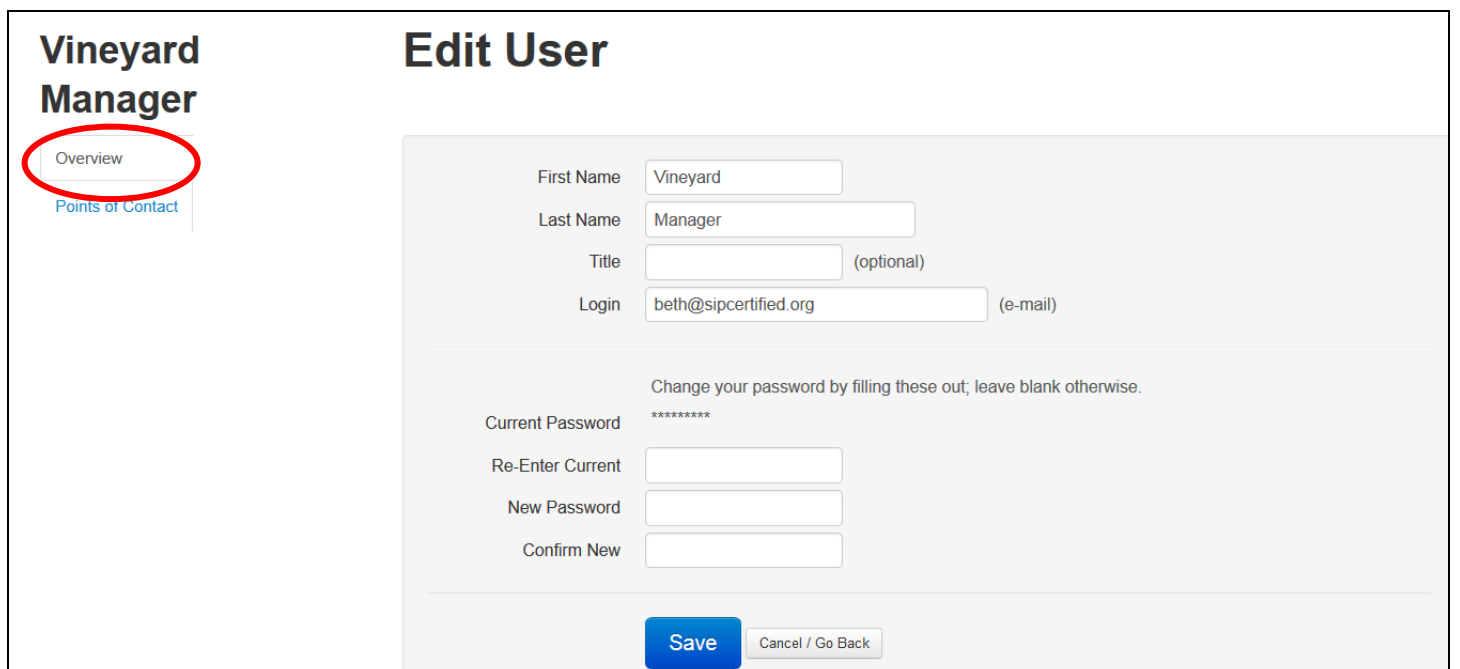 Vineyard
Manager
Overview
Points of Contact
Edit User
First Name Vineyard
Last Name Manager
Title (optional)
Login beth@sipcertified.org (e-mail)
Change your password by filling these out; leave blank otherwise.
Current Password *********
Re-Enter Current
New Password
Confirm New
Save Cancel / Go Back